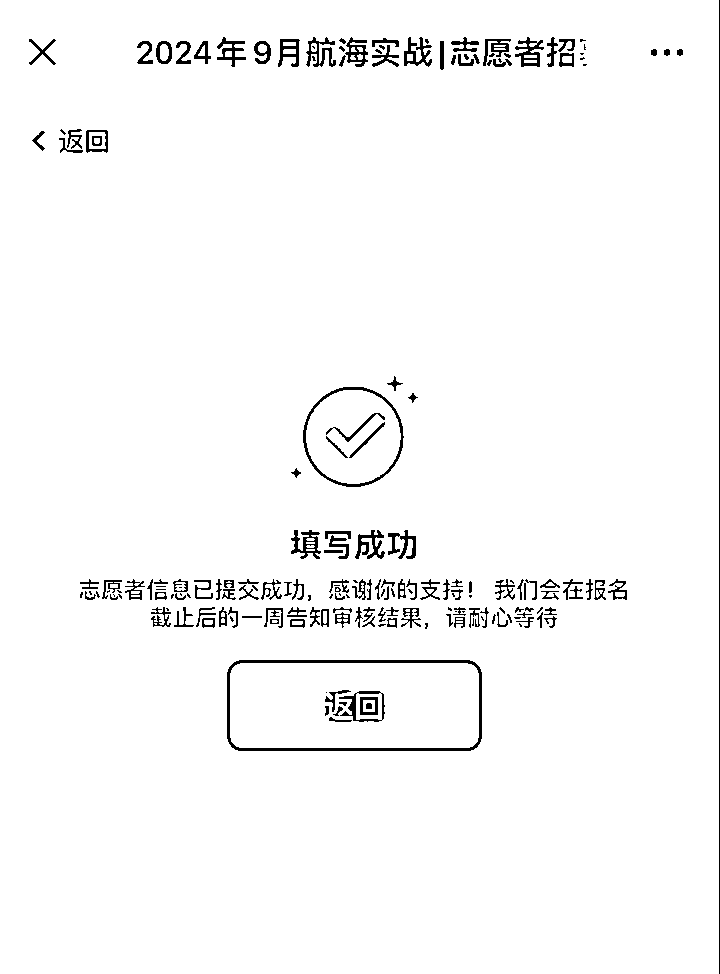 2024年9月航海实战|志愿者招
返回
填写成功
志愿者信息已提交成功，感谢你的支持！ 我们会在报名
截止后的一周告知审核结果，请耐心等待
返回